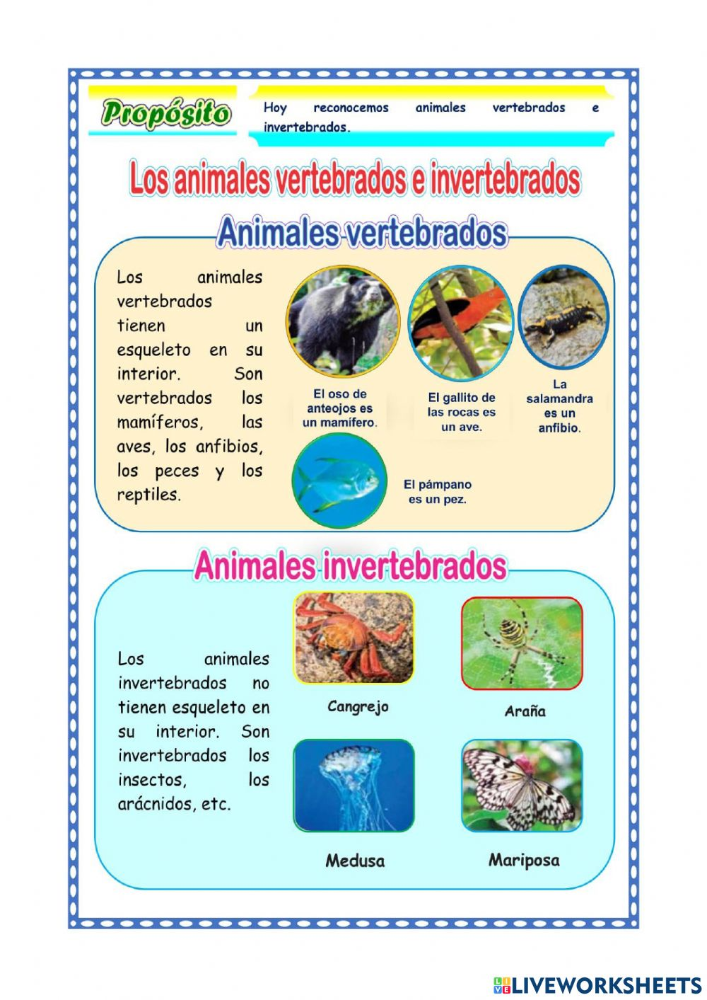 Propósito
Hoy reconocemos animales vertebrados e
invertebrados.
Los animales vertebrados e invertebrados
Animales vertebrados
Los animales
vertebrados
tienen un
esqueleto en su
interior. Son
vertebrados los
mamíferos, las
aves, los anfibios,
los peces y los
reptiles.
El oso de
anteojos es
un mamífero.
El gallito de
las rocas es
un ave.
La
salamandra
es un
anfibio.
El pámpano
es un pez.
Animales invertebrados
Los animales
invertebrados no
tienen esqueleto en
su interior. Son
invertebrados los
insectos, los
arácnidos, etc.
Cangrejo
Araña
Medusa
Mariposa
LIVE LIVEWORKSHEETS